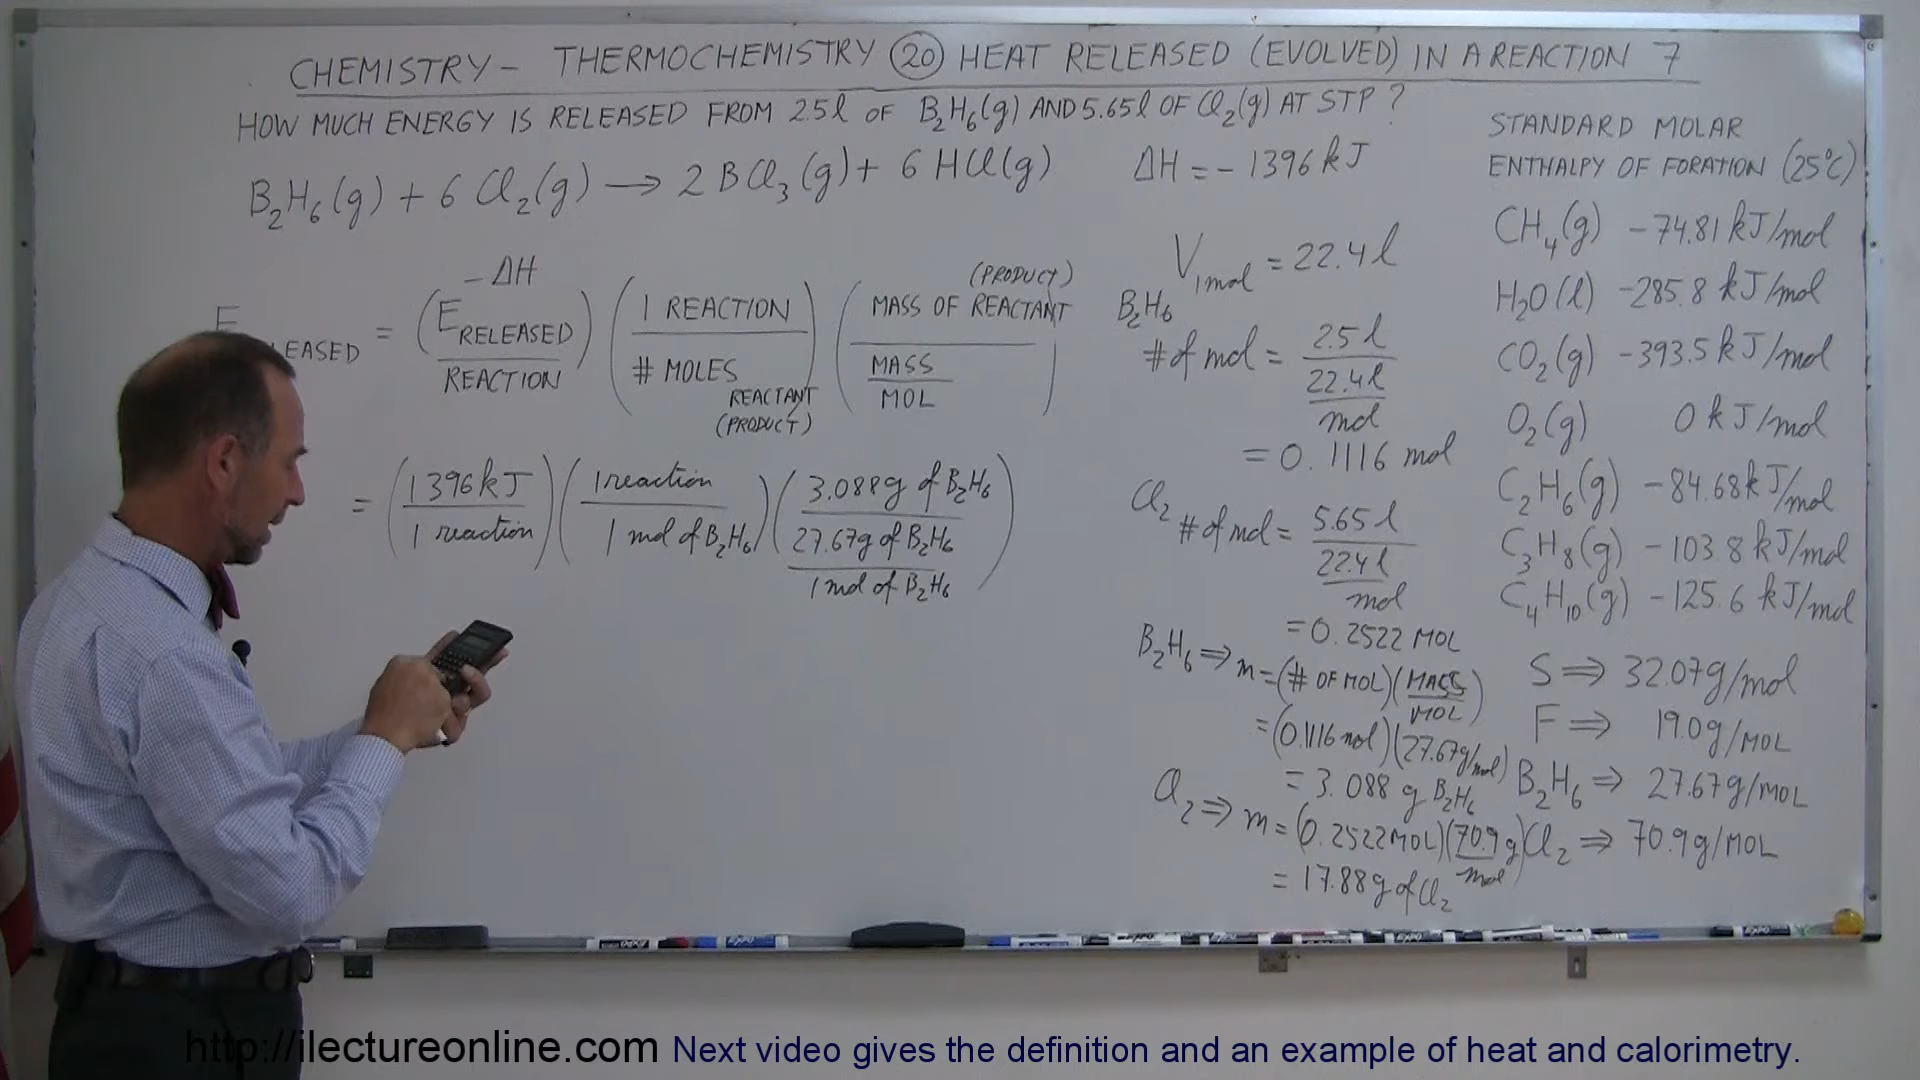 CHEMISTRY - THERMOCHEMISTRY (20) HEAT RELEASED (EVOLVED) IN A REACTION 7
HOW MUCH ENERGY IS RELEASED FROM 2.5 l OF B₂H₆(g) AND 5.65 l OF Cl₂(g) AT STP?
B₂H₆(g) + 6 Cl₂(g) → 2 BCl₃(g) + 6 HCl(g)
ΔH = - 1396 kJ
-ΔH
E LEASED = (E RELEASED / REACTION) (1 REACTION / # MOLES REACTANT (PRODUCT)) (MASS OF REACTANT (PRODUCT) / MASS / MOL)
= (1396 kJ / 1 reaction) (1 reaction / 1 mol of B₂H₆) (3.088 g of B₂H₆ / 27.67 g of B₂H₆ / 1 mol of B₂H₆)
V 1 mol = 22.4 l
B₂H₆
# of mol = 2.5 l / 22.4 l / mol
= 0.1116 mol
Cl₂ # of mol = 5.65 l / 22.4 l / mol
= 0.2522 MOL
B₂H₆ ⇒ m = (# OF MOL) (MASS / MOL)
= (0.1116 mol) (27.67 g/mol)
= 3.088 g B₂H₆
Cl₂ ⇒ m = (0.2522 MOL) (70.9 g / mol)
= 17.88 g of Cl₂
STANDARD MOLAR
ENTHALPY OF FORATION (25°C)
CH₄(g) -74.81 kJ/mol
H₂O(l) -285.8 kJ/mol
CO₂(g) -393.5 kJ/mol
O₂(g) 0 kJ/mol
C₂H₆(g) -84.68 kJ/mol
C₃H₈(g) -103.8 kJ/mol
C₄H₁₀(g) -125.6 kJ/mol
S ⇒ 32.07 g/mol
F ⇒ 19.0 g/MOL
B₂H₆ ⇒ 27.67 g/MOL
Cl₂ ⇒ 70.9 g/MOL
http://ilectureonline.com Next video gives the definition and an example of heat and calorimetry.